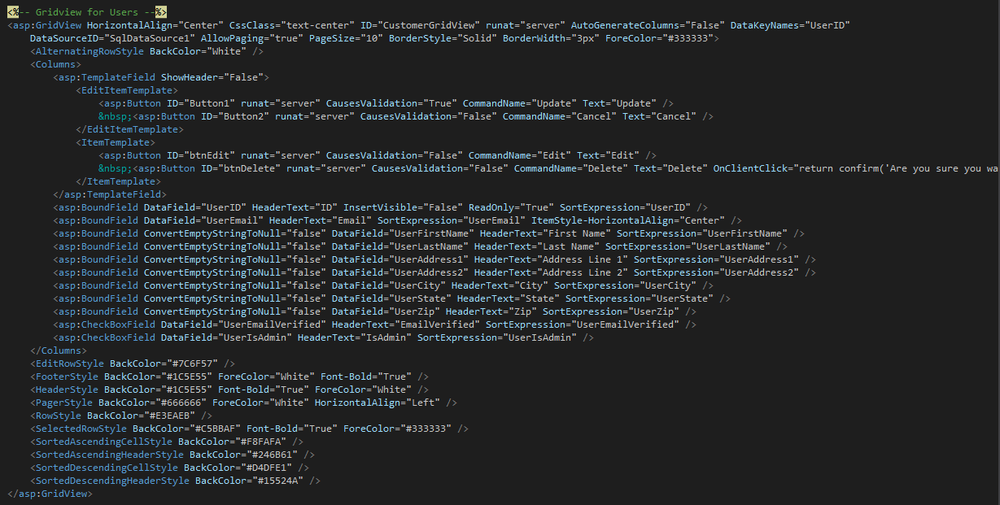 <%-- Gridview for Users --%>
<asp:GridView HorizontalAlign="Center" CssClass="text-center" ID="CustomerGridView" runat="server" AutoGenerateColumns="False" DataKeyNames="UserID"
    DataSourceID="SqlDataSource1" AllowPaging="true" PageSize="10" BorderStyle="Solid" BorderWidth="3px" ForeColor="#333333">
    <AlternatingRowStyle BackColor="White" />
    <Columns>
        <asp:TemplateField ShowHeader="False">
            <EditItemTemplate>
                <asp:Button ID="Button1" runat="server" CausesValidation="True" CommandName="Update" Text="Update" />
                &nbsp;<asp:Button ID="Button2" runat="server" CausesValidation="False" CommandName="Cancel" Text="Cancel" />
            </EditItemTemplate>
            <ItemTemplate>
                <asp:Button ID="btnEdit" runat="server" CausesValidation="False" CommandName="Edit" Text="Edit" />
                &nbsp;<asp:Button ID="btnDelete" runat="server" CausesValidation="False" CommandName="Delete" Text="Delete" OnClientClick="return confirm('Are you sure you wa
            </ItemTemplate>
        </asp:TemplateField>
        <asp:BoundField DataField="UserID" HeaderText="ID" InsertVisible="False" ReadOnly="True" SortExpression="UserID" />
        <asp:BoundField DataField="UserEmail" HeaderText="Email" SortExpression="UserEmail" ItemStyle-HorizontalAlign="Center" />
        <asp:BoundField ConvertEmptyStringToNull="false" DataField="UserFirstName" HeaderText="First Name" SortExpression="UserFirstName" />
        <asp:BoundField ConvertEmptyStringToNull="false" DataField="UserLastName" HeaderText="Last Name" SortExpression="UserLastName" />
        <asp:BoundField ConvertEmptyStringToNull="false" DataField="UserAddress1" HeaderText="Address Line 1" SortExpression="UserAddress1" />
        <asp:BoundField ConvertEmptyStringToNull="false" DataField="UserAddress2" HeaderText="Address Line 2" SortExpression="UserAddress2" />
        <asp:BoundField ConvertEmptyStringToNull="false" DataField="UserCity" HeaderText="City" SortExpression="UserCity" />
        <asp:BoundField ConvertEmptyStringToNull="false" DataField="UserState" HeaderText="State" SortExpression="UserState" />
        <asp:BoundField ConvertEmptyStringToNull="false" DataField="UserZip" HeaderText="Zip" SortExpression="UserZip" />
        <asp:CheckBoxField DataField="UserEmailVerified" HeaderText="EmailVerified" SortExpression="UserEmailVerified" />
        <asp:CheckBoxField DataField="UserIsAdmin" HeaderText="IsAdmin" SortExpression="UserIsAdmin" />
    </Columns>
    <EditRowStyle BackColor="#7C6F57" />
    <FooterStyle BackColor="#1C5E55" ForeColor="White" Font-Bold="True" />
    <HeaderStyle BackColor="#1C5E55" Font-Bold="True" ForeColor="White" />
    <PagerStyle BackColor="#666666" ForeColor="White" HorizontalAlign="Left" />
    <RowStyle BackColor="#E3EAEB" />
    <SelectedRowStyle BackColor="#C5BBAF" Font-Bold="True" ForeColor="#333333" />
    <SortedAscendingCellStyle BackColor="#F8FAFA" />
    <SortedAscendingHeaderStyle BackColor="#246B61" />
    <SortedDescendingCellStyle BackColor="#D4DFE1" />
    <SortedDescendingHeaderStyle BackColor="#15524A" />
</asp:GridView>